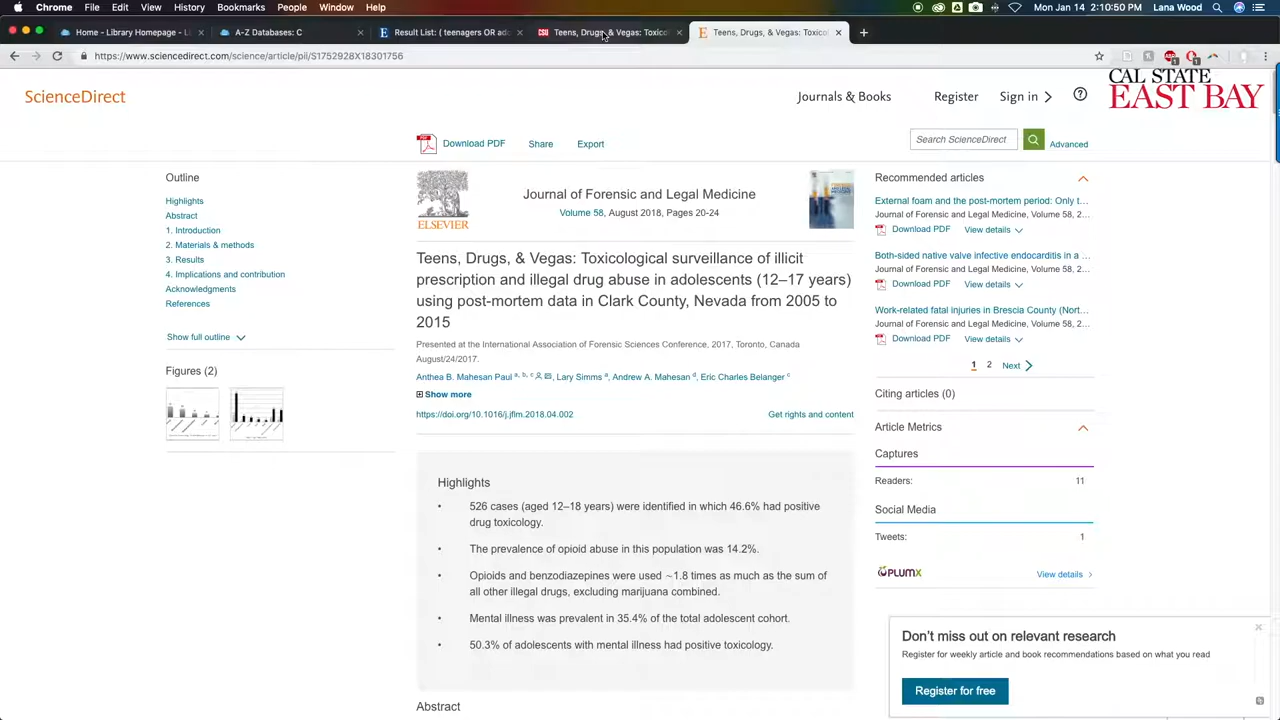 Chrome File Edit View History Bookmarks People Window Help
Mon Jan 14 2:10:50 PM Lana Wood
Home - Library Homepage - L
A-Z Databases: C
Result List: ( teenagers OR ado
Teens, Drugs, & Vegas: Toxicol
Teens, Drugs, & Vegas: Toxicol
https://www.sciencedirect.com/science/article/pii/S1752928X18301756
ScienceDirect
Journals & Books
Register
Sign in
CAL STATE
EAST BAY
Download PDF
Share
Export
Search ScienceDirect
Advanced
Outline
Highlights
Abstract
1. Introduction
2. Materials & methods
3. Results
4. Implications and contribution
Acknowledgments
References
Show full outline
Figures (2)
ELSEVIER
Journal of Forensic and Legal Medicine
Volume 58, August 2018, Pages 20-24
Teens, Drugs, & Vegas: Toxicological surveillance of illicit
prescription and illegal drug abuse in adolescents (12–17 years)
using post-mortem data in Clark County, Nevada from 2005 to
2015
Presented at the International Association of Forensic Sciences Conference, 2017, Toronto, Canada
August/24/2017.
Anthea B. Mahesan Paul a, b, c, Lary Simms a, Andrew A. Mahesan d, Eric Charles Belanger c
Show more
https://doi.org/10.1016/j.jflm.2018.04.002
Get rights and content
Highlights
• 526 cases (aged 12–18 years) were identified in which 46.6% had positive
drug toxicology.
• The prevalence of opioid abuse in this population was 14.2%.
• Opioids and benzodiazepines were used ∼1.8 times as much as the sum of
all other illegal drugs, excluding marijuana combined.
• Mental illness was prevalent in 35.4% of the total adolescent cohort.
• 50.3% of adolescents with mental illness had positive toxicology.
Abstract
Recommended articles
External foam and the post-mortem period: Only t…
Journal of Forensic and Legal Medicine, Volume 58, 2…
Download PDF View details
Both-sided native valve infective endocarditis in a …
Journal of Forensic and Legal Medicine, Volume 58, 2…
Download PDF View details
Work-related fatal injuries in Brescia County (Nort…
Journal of Forensic and Legal Medicine, Volume 58, 2…
Download PDF View details
1 2 Next
Citing articles (0)
Article Metrics
Captures
Readers: 11
Social Media
Tweets: 1
PLUMX
View details
Don't miss out on relevant research
Register for weekly article and book recommendations based on what you read
Register for free